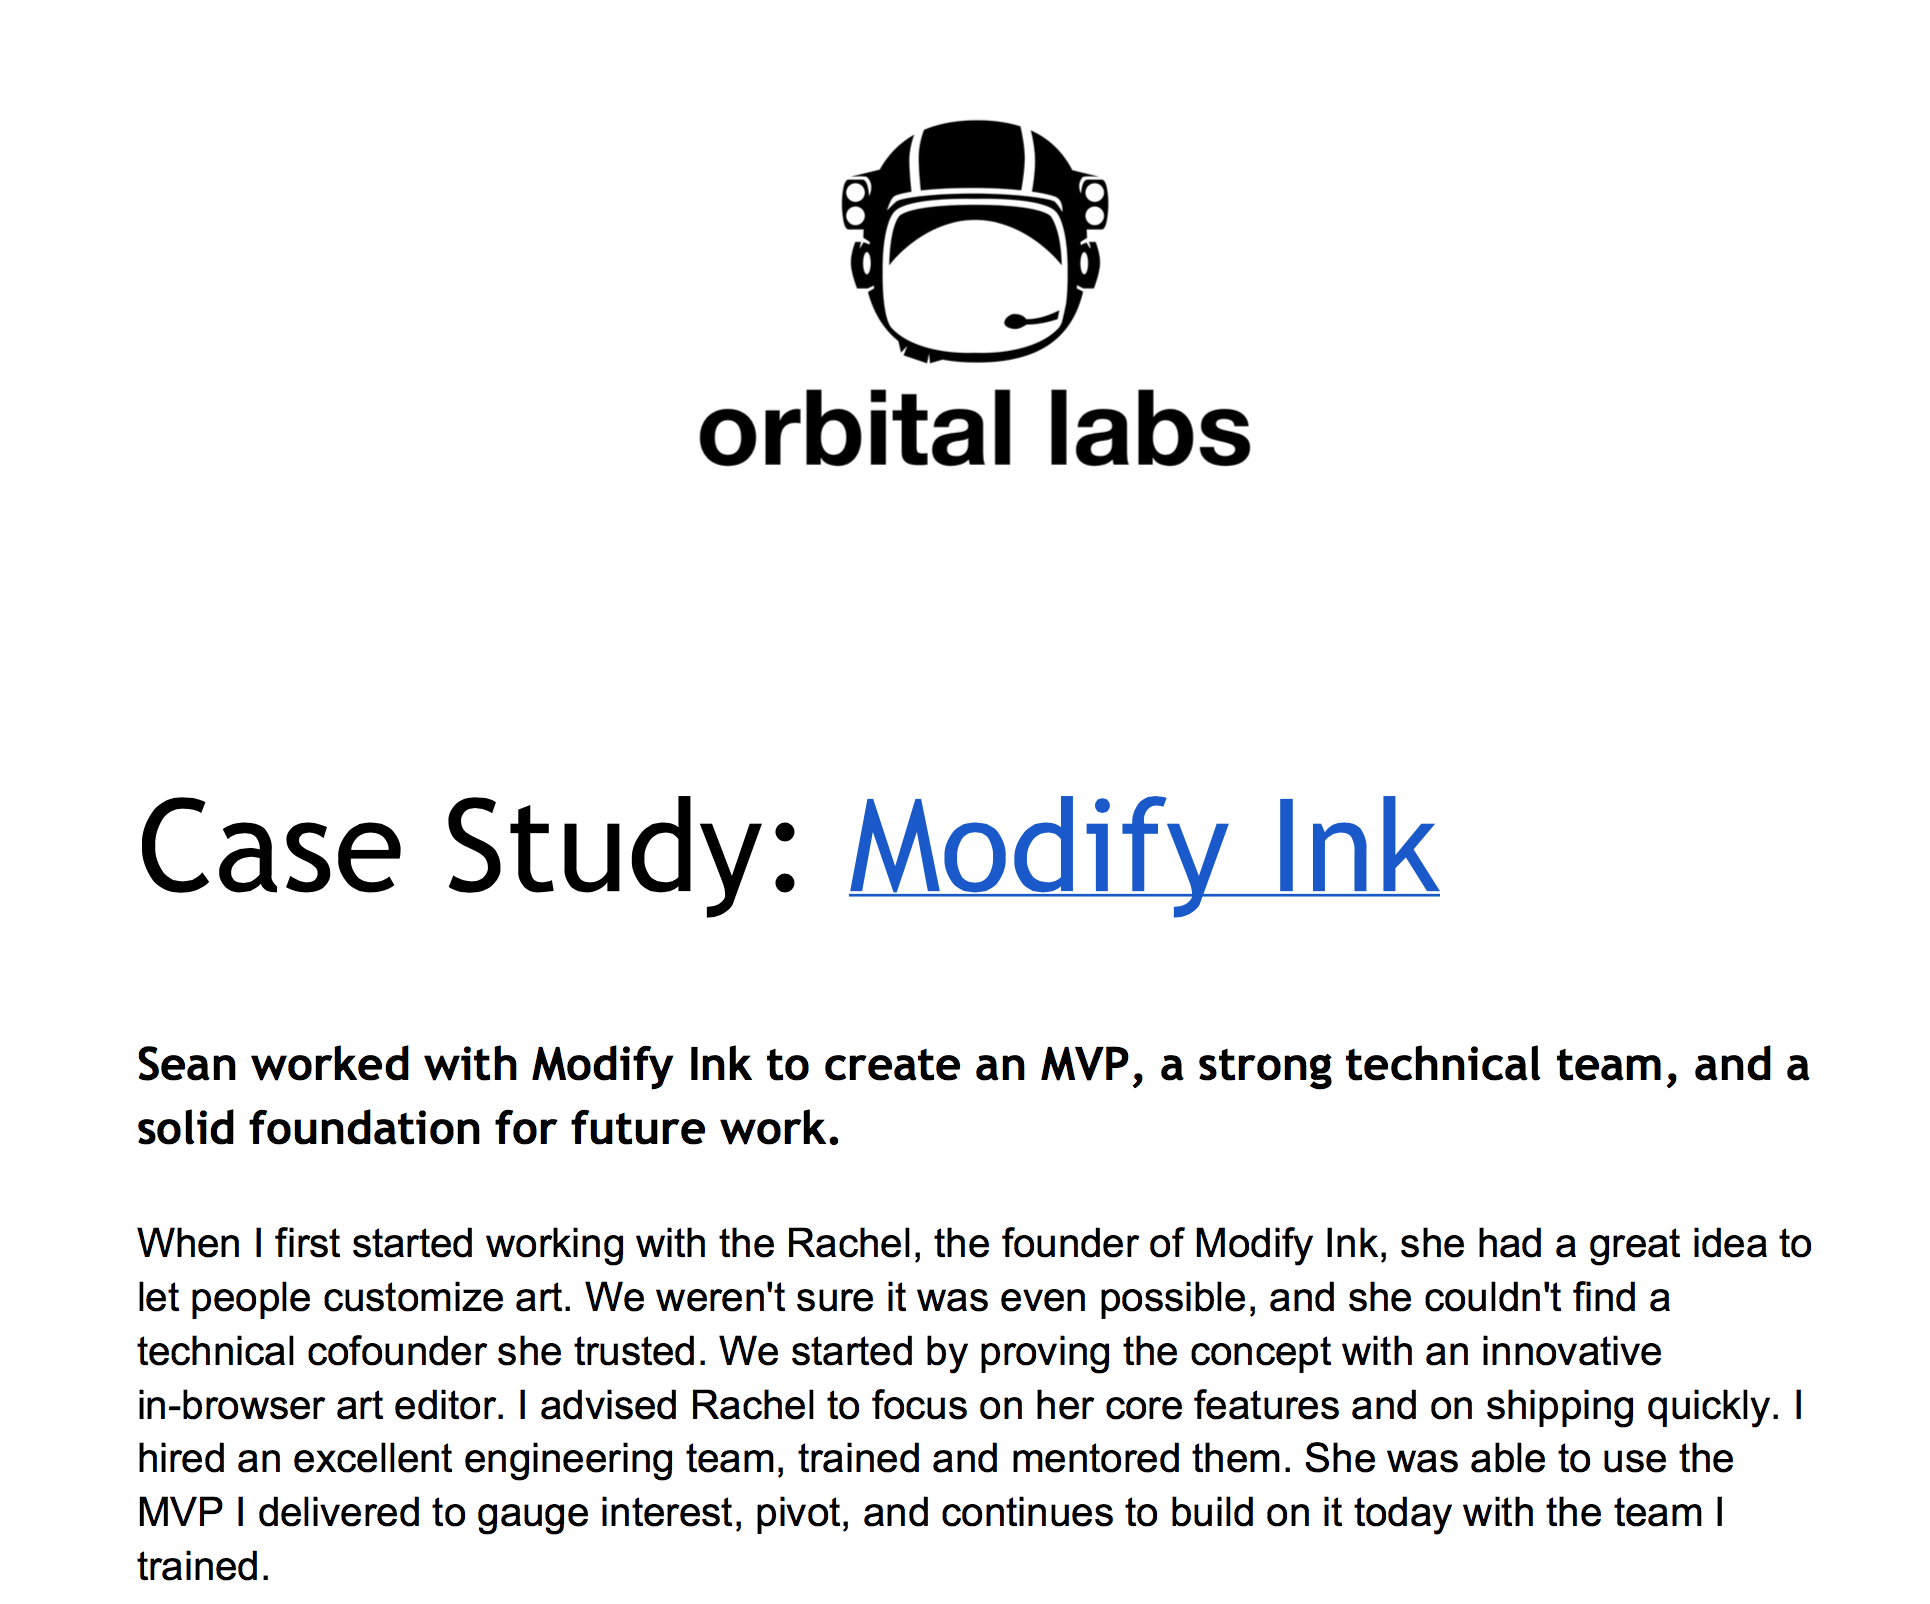 orbital labs
Case Study: Modify Ink
Sean worked with Modify Ink to create an MVP, a strong technical team, and a
solid foundation for future work.
When I first started working with the Rachel, the founder of Modify Ink, she had a great idea to
let people customize art. We weren't sure it was even possible, and she couldn't find a
technical cofounder she trusted. We started by proving the concept with an innovative
in-browser art editor. I advised Rachel to focus on her core features and on shipping quickly. I
hired an excellent engineering team, trained and mentored them. She was able to use the
MVP I delivered to gauge interest, pivot, and continues to build on it today with the team I
trained.